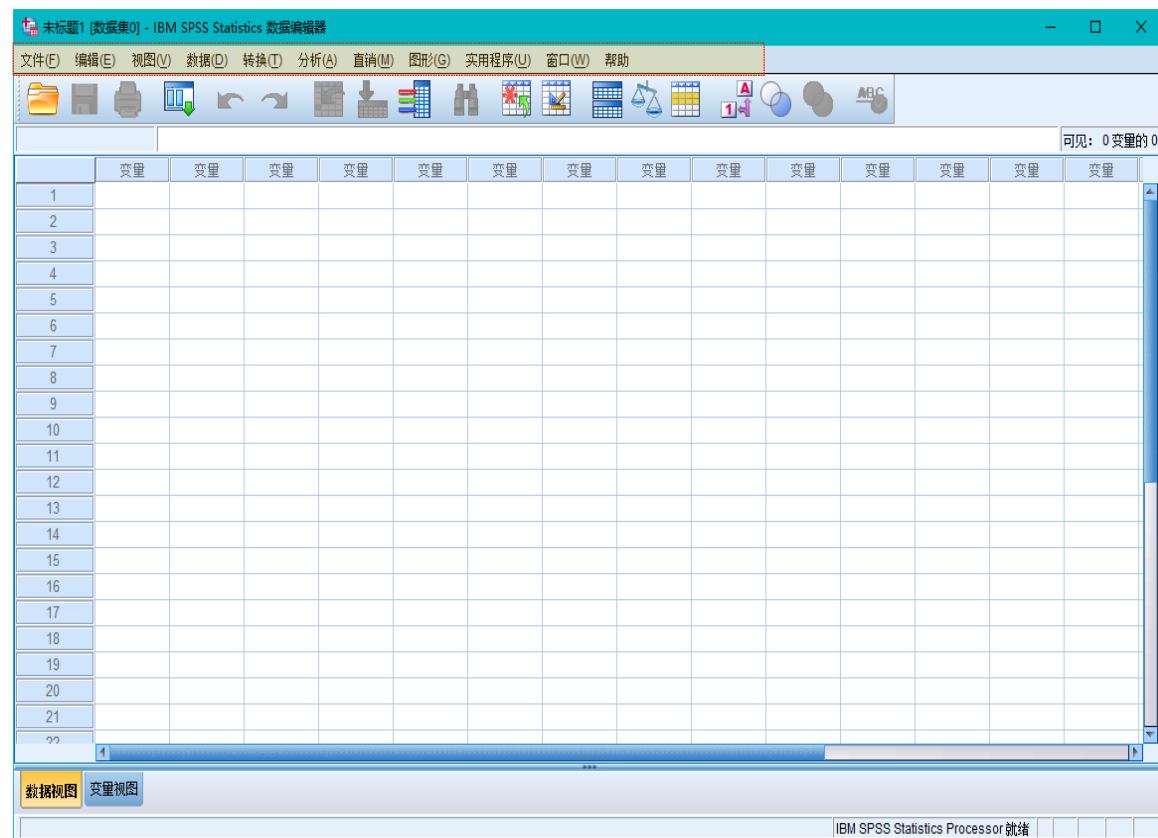 未标题1 [数据集0] - IBM SPSS Statistics 数据编辑器
文件(F) 编辑(E) 视图(V) 数据(D) 转换(T) 分析(A) 直销(M) 图形(G) 实用程序(U) 窗口(W) 帮助
A
1
ABC
可见: 0 变量的 0
变量 变量 变量 变量 变量 变量 变量 变量 变量 变量 变量 变量 变量 变量
1
2
3
4
5
6
7
8
9
10
11
12
13
14
15
16
17
18
19
20
21
22
数据视图 变量视图
IBM SPSS Statistics Processor 就绪